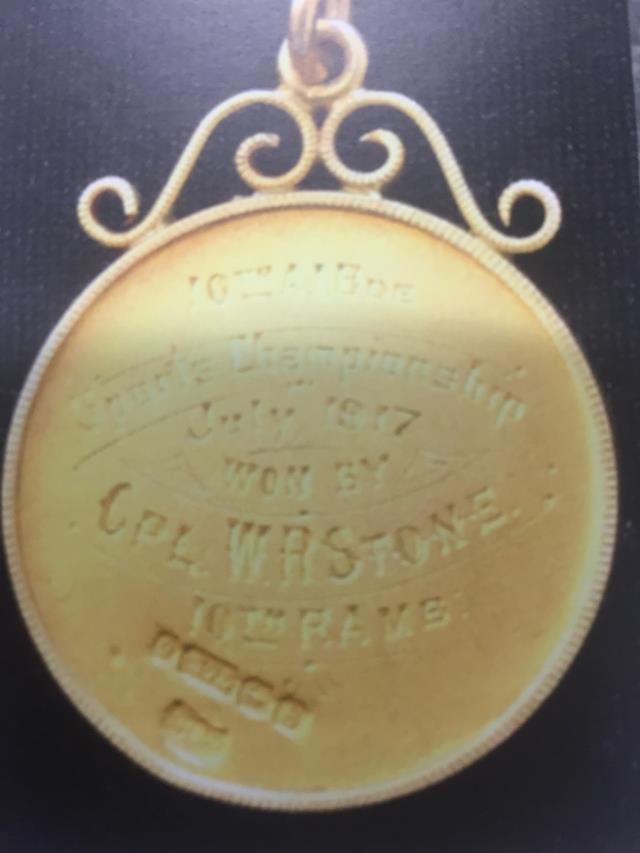 10TH A.I.BDE
Sports Championship
July 1917
WON BY
CPL. W.R STONE.
10TH F.A.M.B.